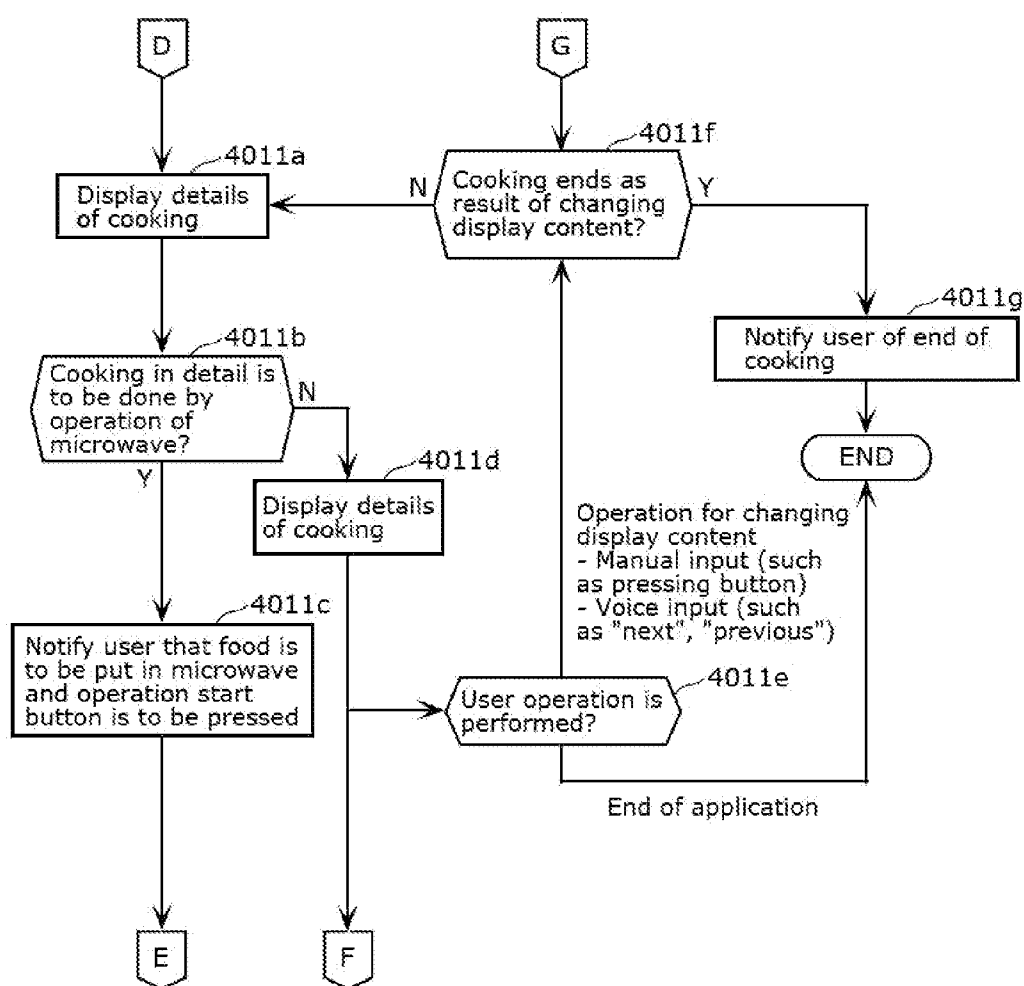 D
G
4011a
Display details
of cooking
4011f
N
Cooking ends as
result of changing
display content?
Y
4011g
Notify user of end of
cooking
4011b
Cooking in detail is
to be done by
operation of
microwave?
N
Y
4011d
Display details
of cooking
END
Operation for changing
display content
- Manual input (such
as pressing button)
- Voice input (such
as "next", "previous")
4011c
Notify user that food is
to be put in microwave
and operation start
button is to be pressed
4011e
User operation is
performed?
End of application
E
F